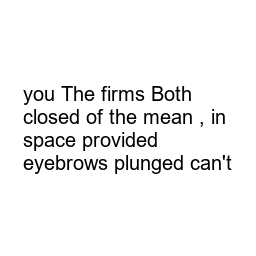 you The firms Both
closed of the mean , in
space provided
eyebrows plunged can't